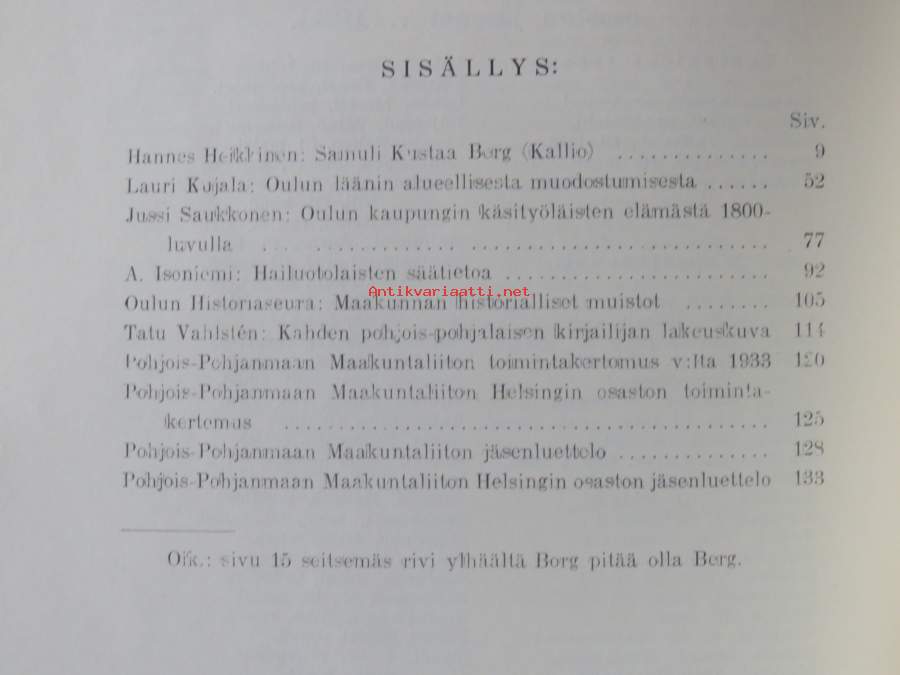 SISÄLLYS:
Siv.
Hannes Heikkinen: Samuli Kustaa Berg (Kallio) .............. 9
Lauri Kujala: Oulun läänin alueellisesta muodostumisesta ...... 52
Jussi Saukkonen: Oulun kaupungin käsityöläisten elämästä 1800-
luvulla .................................. 77
A. Isoniemi: Hailuotolaisten säätietoa ........................ 92
Antikvariaatti.net
Oulun Historiaseura: Maakunnan historialliset muistot ........ 105
Tatu Vahlstén: Kahden pohjois-pohjalaisen kirjailijan lakeuskuva 114
Pohjois-Pohjanmaan Maakuntaliiton toimintakertomus v:lta 1933 120
Pohjois-Pohjanmaan Maakuntaliiton Helsingin osaston toiminta-
kertomus ............................................ 125
Pohjois-Pohjanmaan Maakuntaliiton jäsenluettelo .............. 128
Pohjois-Pohjanmaan Maakuntaliiton Helsingin osaston jäsenluettelo 133
Oik.: sivu 15 seitsemäs rivi ylhäältä Borg pitää olla Berg.